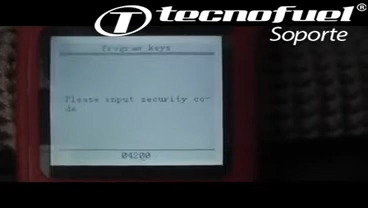 tecnofuel®
Soporte
Program keys
Please input security co-
de
04200